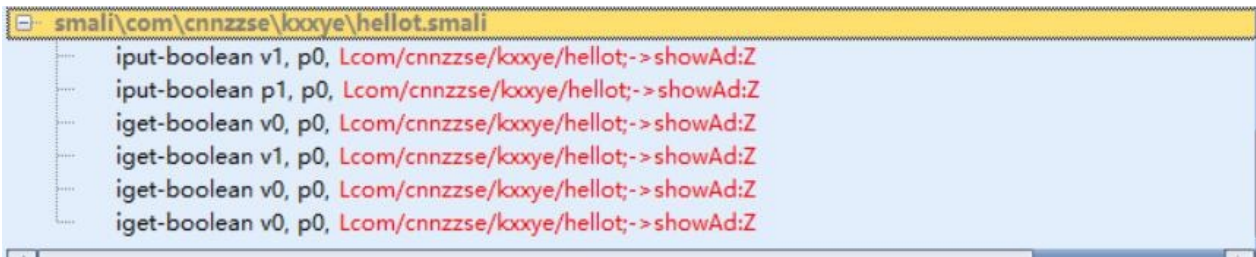 smali\com\cnnzzse\kxxye\hellot.smali
iput-boolean v1, p0, Lcom/cnnzzse/kxxye/hellot;->showAd:Z
iput-boolean p1, p0, Lcom/cnnzzse/kxxye/hellot;->showAd:Z
iget-boolean v0, p0, Lcom/cnnzzse/kxxye/hellot;->showAd:Z
iget-boolean v1, p0, Lcom/cnnzzse/kxxye/hellot;->showAd:Z
iget-boolean v0, p0, Lcom/cnnzzse/kxxye/hellot;->showAd:Z
iget-boolean v0, p0, Lcom/cnnzzse/kxxye/hellot;->showAd:Z